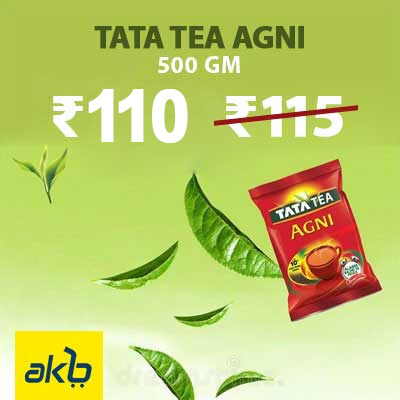 TATA TEA AGNI
500 GM
₹110 ₹115
TATA TEA
AGNI
akb